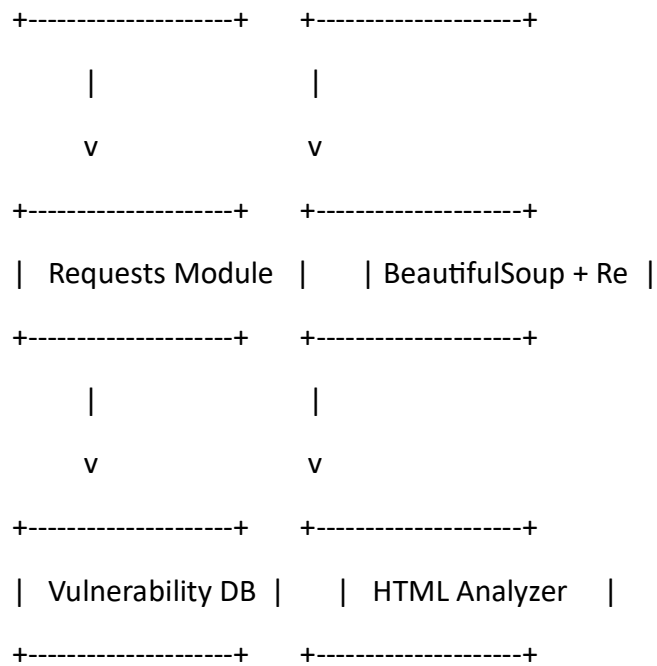 +---------------------+ +---------------------+
| |
v v
+---------------------+ +---------------------+
| Requests Module | | BeautifulSoup + Re |
+---------------------+ +---------------------+
| |
v v
+---------------------+ +---------------------+
| Vulnerability DB | | HTML Analyzer |
+---------------------+ +---------------------+